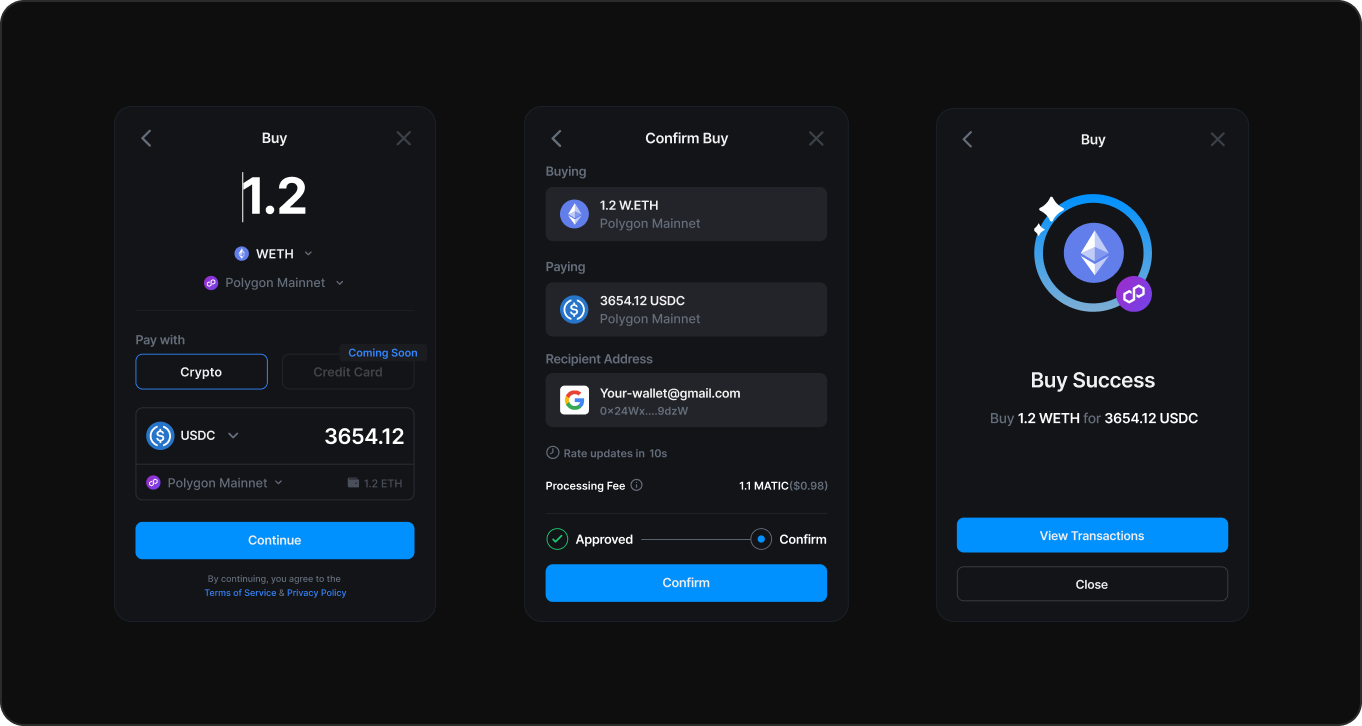 Buy
1.2
WETH
Polygon Mainnet
Pay with
Coming Soon
Crypto
Credit Card
USDC
3654.12
Polygon Mainnet
1.2 ETH
Continue
By continuing, you agree to the
Terms of Service & Privacy Policy
Confirm Buy
Buying
1.2 W.ETH
Polygon Mainnet
Paying
3654.12 USDC
Polygon Mainnet
Recipient Address
Your-wallet@gmail.com
0x24Wx....9dzW
Rate updates in 10s
Processing Fee
1.1 MATIC($0.98)
Approved
Confirm
Confirm
Buy
Buy Success
Buy 1.2 WETH for 3654.12 USDC
View Transactions
Close